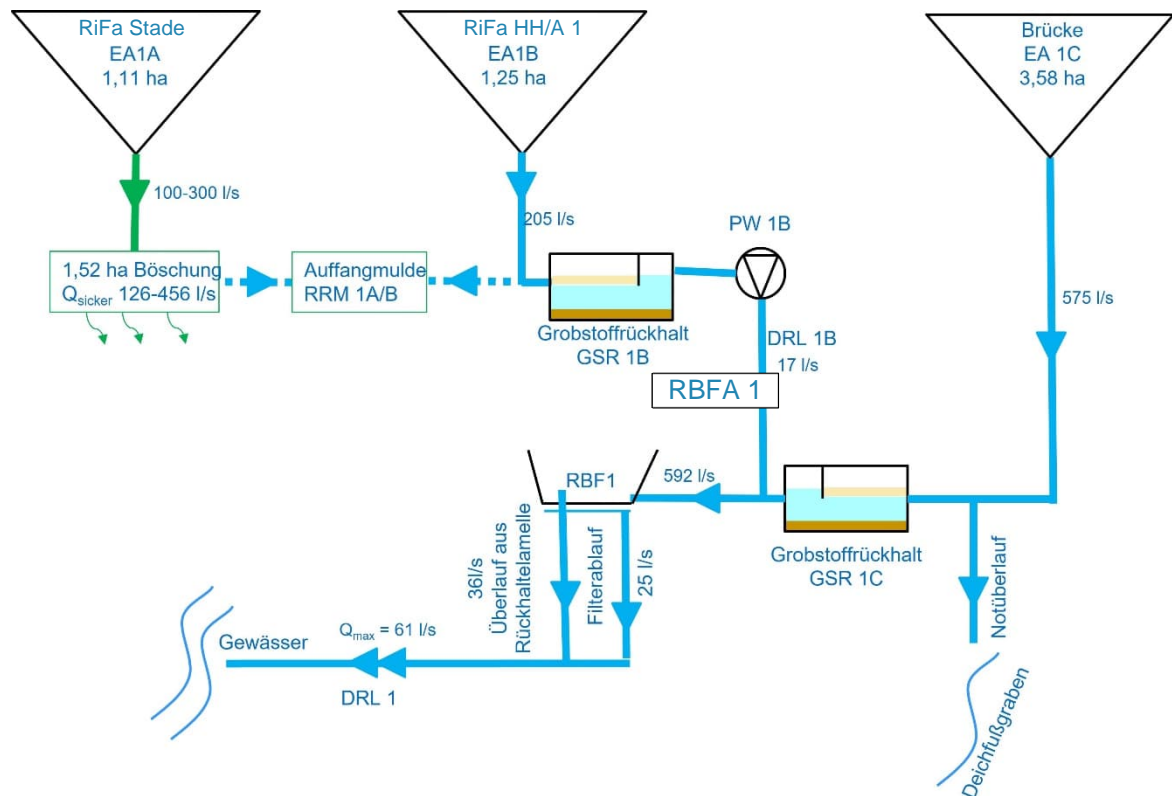 RiFa Stade
EA1A
1,11 ha
RiFa HH/A 1
EA1B
1,25 ha
Brücke
EA 1C
3,58 ha
100-300 l/s
205 l/s
PW 1B
1,52 ha Böschung
Qsicker 126-456 l/s
Auffangmulde
RRM 1A/B
575 l/s
Grobstoffrückhalt
GSR 1B
DRL 1B
17 l/s
RBFA 1
RBF1
592 l/s
Grobstoffrückhalt
GSR 1C
36l/s
Überlauf aus
Rückhaltelamelle
Filterablauf
25 l/s
Notüberlauf
Gewässer
Qmax = 61 l/s
DRL 1
Deichfußgraben